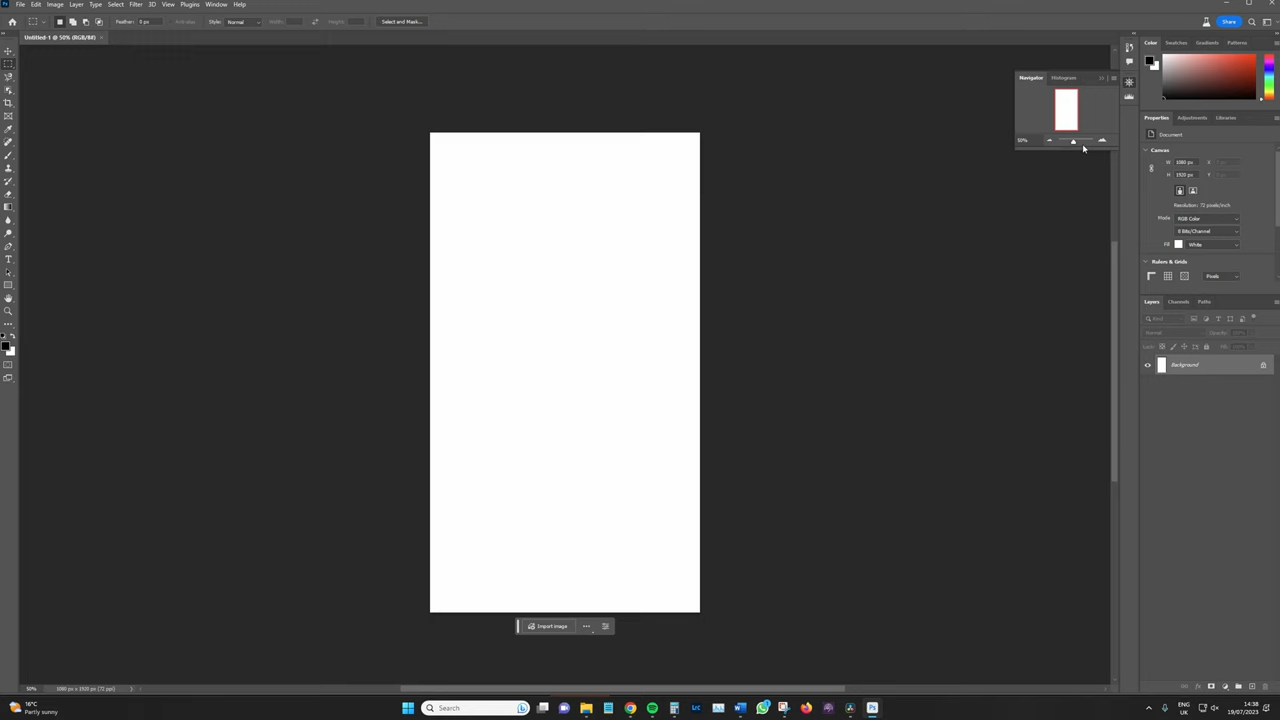 File Edit Image Layer Type Select Filter 3D View Plugins Window Help
Feather: 0 px Anti-alias Style: Normal Width: Height: Select and Mask... Share
Untitled-1 @ 50% (RGB/8#) ×
Color Swatches Gradients Patterns
Navigator Histogram
50%
Properties Adjustments Libraries
Document
Canvas
W 1080 px X
H 1920 px Y
Resolution: 72 pixels/inch
Mode RGB Color
8 Bits/Channel
Fill White
Rulers & Grids
Pixels
Layers Channels Paths
Kind
Normal Opacity: 100%
Lock: Fill: 100%
Background
Import image
50% 1080 px x 1920 px (72 ppi)
16°C
Partly sunny
Search
ENG
UK
14:38
19/07/2023